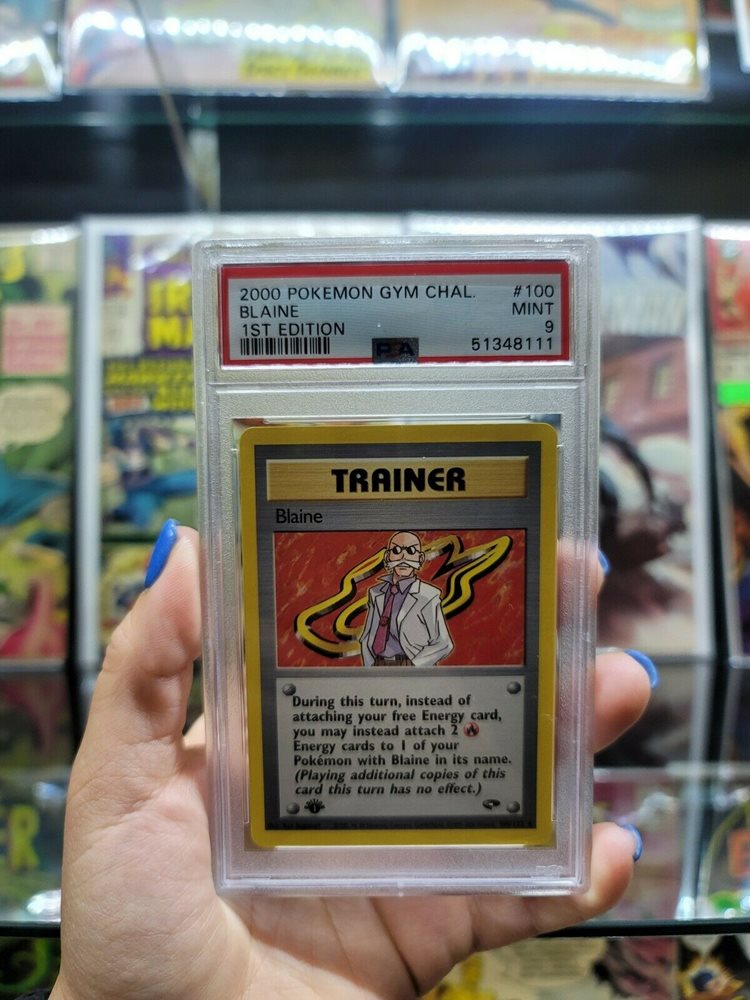 2000 POKEMON GYM CHAL. #100
BLAINE MINT
1ST EDITION 9
PSA 51348111
TRAINER
Blaine
During this turn, instead of
attaching your free Energy card,
you may instead attach 2
Energy cards to 1 of your
Pokémon with Blaine in its name.
(Playing additional copies of this
card this turn has no effect.)
1